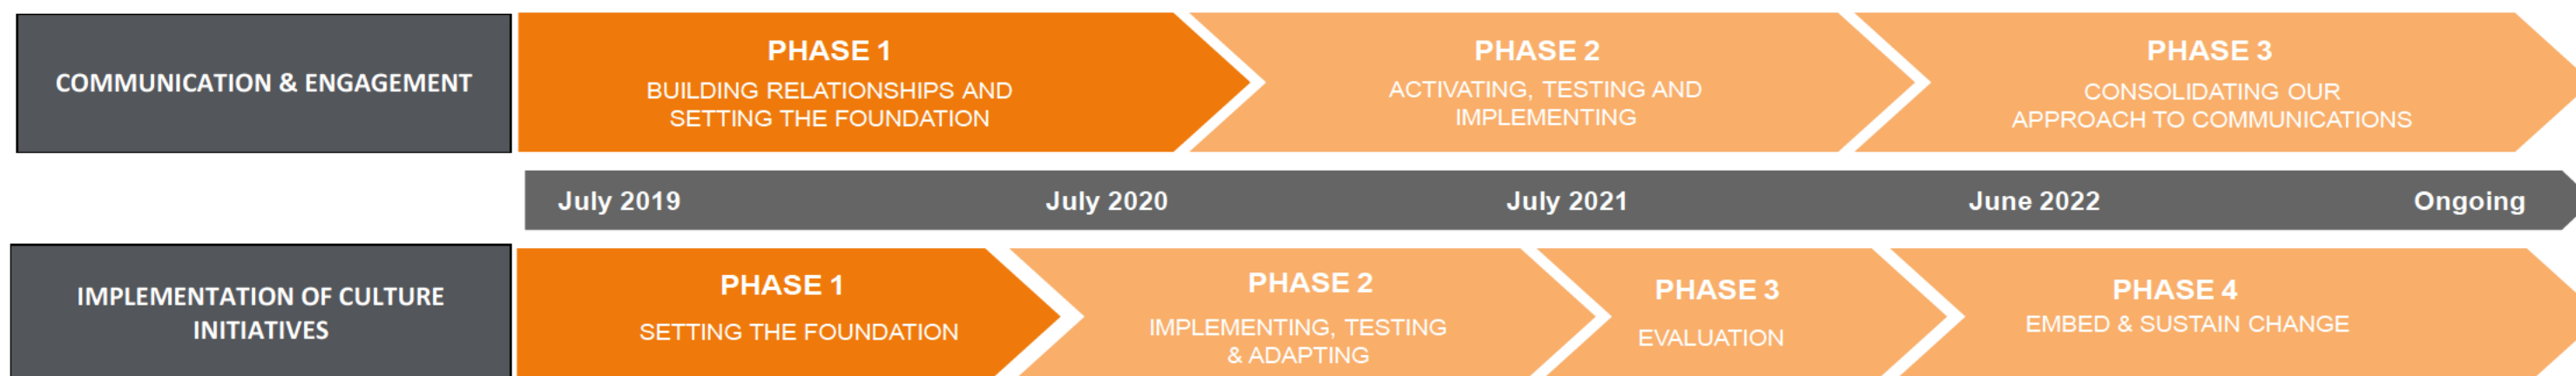 COMMUNICATION & ENGAGEMENT
PHASE 1
BUILDING RELATIONSHIPS AND
SETTING THE FOUNDATION
PHASE 2
ACTIVATING, TESTING AND
IMPLEMENTING
PHASE 3
CONSOLIDATING OUR
APPROACH TO COMMUNICATIONS
July 2019
July 2020
July 2021
June 2022
Ongoing
IMPLEMENTATION OF CULTURE
INITIATIVES
PHASE 1
SETTING THE FOUNDATION
PHASE 2
IMPLEMENTING, TESTING
& ADAPTING
PHASE 3
EVALUATION
PHASE 4
EMBED & SUSTAIN CHANGE